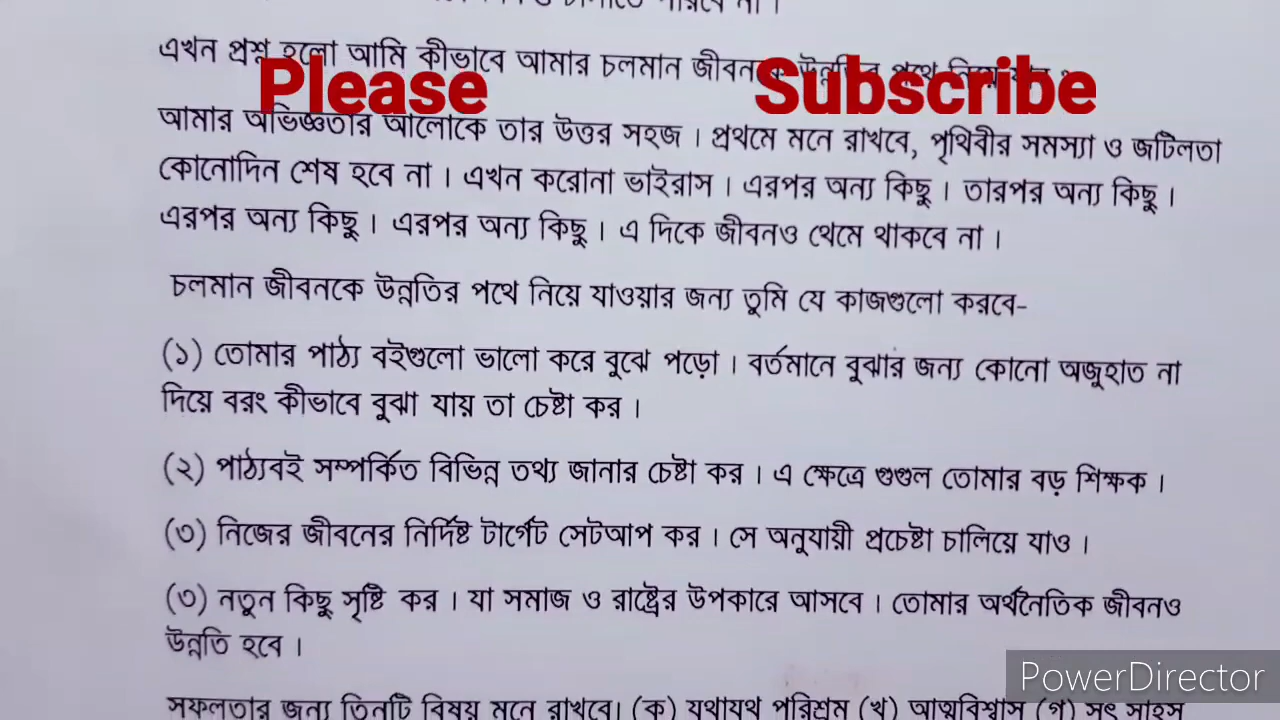 এখন প্রশ্ন হলো আমি কীভাবে আমার চলমান জীবনকে উন্নতির পথে নিয়ে যাব ?
Please Subscribe
আমার অভিজ্ঞতার আলোকে তার উত্তর সহজ । প্রথমে মনে রাখবে, পৃথিবীর সমস্যা ও জটিলতা
কোনোদিন শেষ হবে না । এখন করোনা ভাইরাস । এরপর অন্য কিছু । তারপর অন্য কিছু ।
এরপর অন্য কিছু । এরপর অন্য কিছু । এ দিকে জীবনও থেমে থাকবে না ।
চলমান জীবনকে উন্নতির পথে নিয়ে যাওয়ার জন্য তুমি যে কাজগুলো করবে-
(১) তোমার পাঠ্য বইগুলো ভালো করে বুঝে পড়ো । বর্তমানে বুঝার জন্য কোনো অজুহাত না
দিয়ে বরং কীভাবে বুঝা যায় তা চেষ্টা কর ।
(২) পাঠ্যবই সম্পর্কিত বিভিন্ন তথ্য জানার চেষ্টা কর । এ ক্ষেত্রে গুগুল তোমার বড় শিক্ষক ।
(৩) নিজের জীবনের নির্দিষ্ট টার্গেট সেটআপ কর । সে অনুযায়ী প্রচেষ্টা চালিয়ে যাও ।
(৩) নতুন কিছু সৃষ্টি কর । যা সমাজ ও রাষ্ট্রের উপকারে আসবে । তোমার অর্থনৈতিক জীবনও
উন্নতি হবে ।
সফলতার জন্য তিনটি বিষয় মনে রাখবে। (ক) যথাযথ পরিশ্রম (খ) আত্মবিশ্বাস (গ) সৎ সাহস
PowerDirector